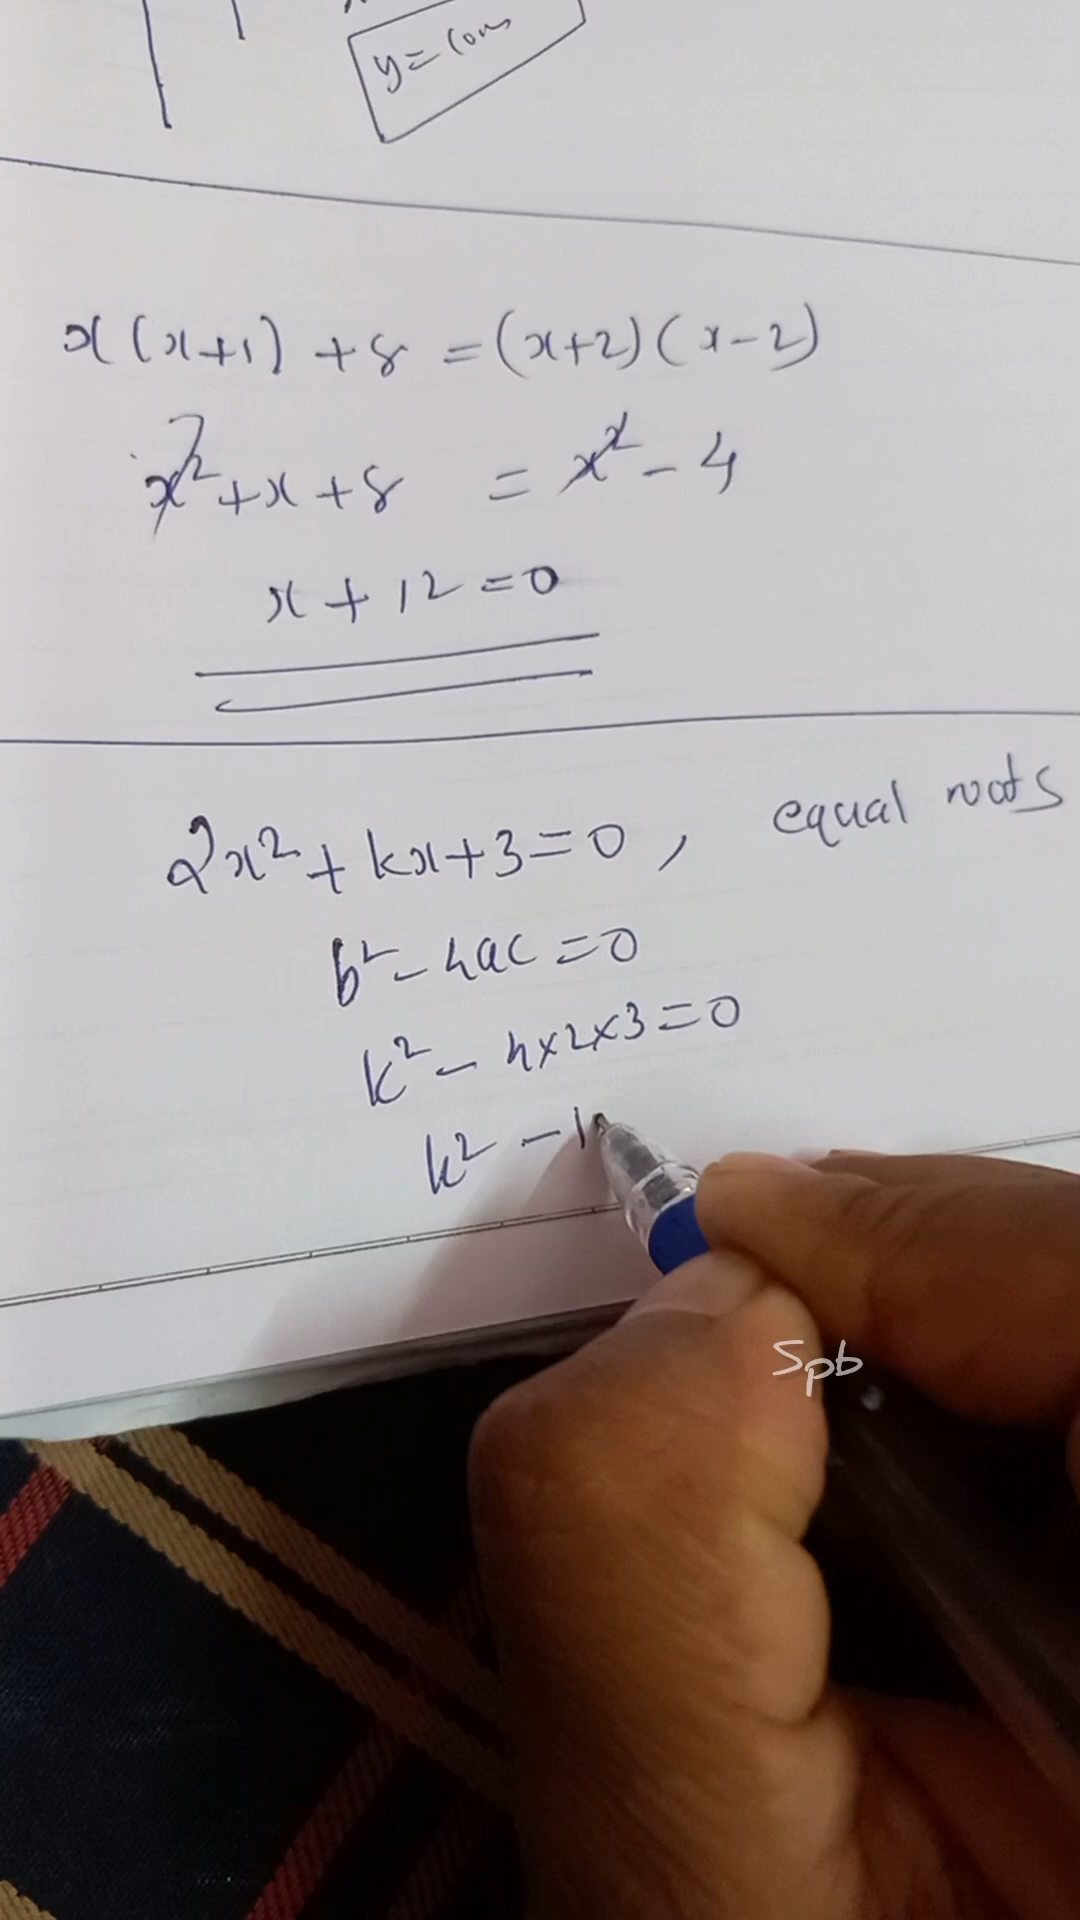 y = Con
x(x+1) + 8 = (x+2)(x-2)
x² + x + 8 = x² - 4
x + 12 = 0
2x² + kx + 3 = 0, equal roots
b² - 4ac = 0
k² - 4×2×3 = 0
k² - 1
Spb